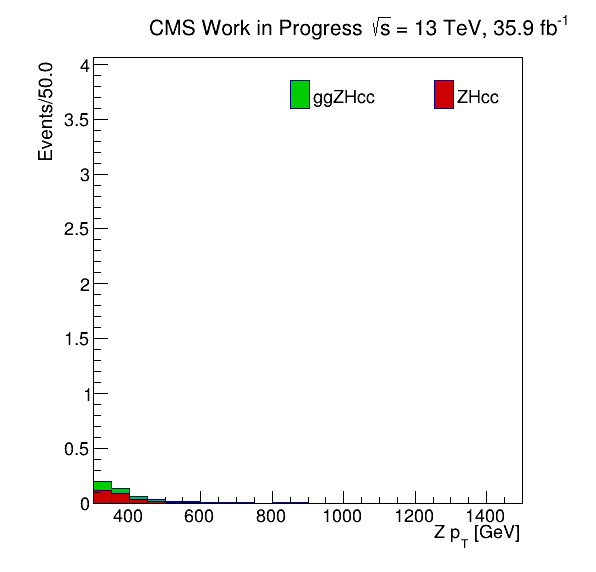 CMS Work in Progress √s = 13 TeV, 35.9 fb⁻¹
Events/50.0
4
3.5
3
2.5
2
1.5
1
0.5
0
ggZHcc ZHcc
400 600 800 1000 1200 1400
Z p_T [GeV]